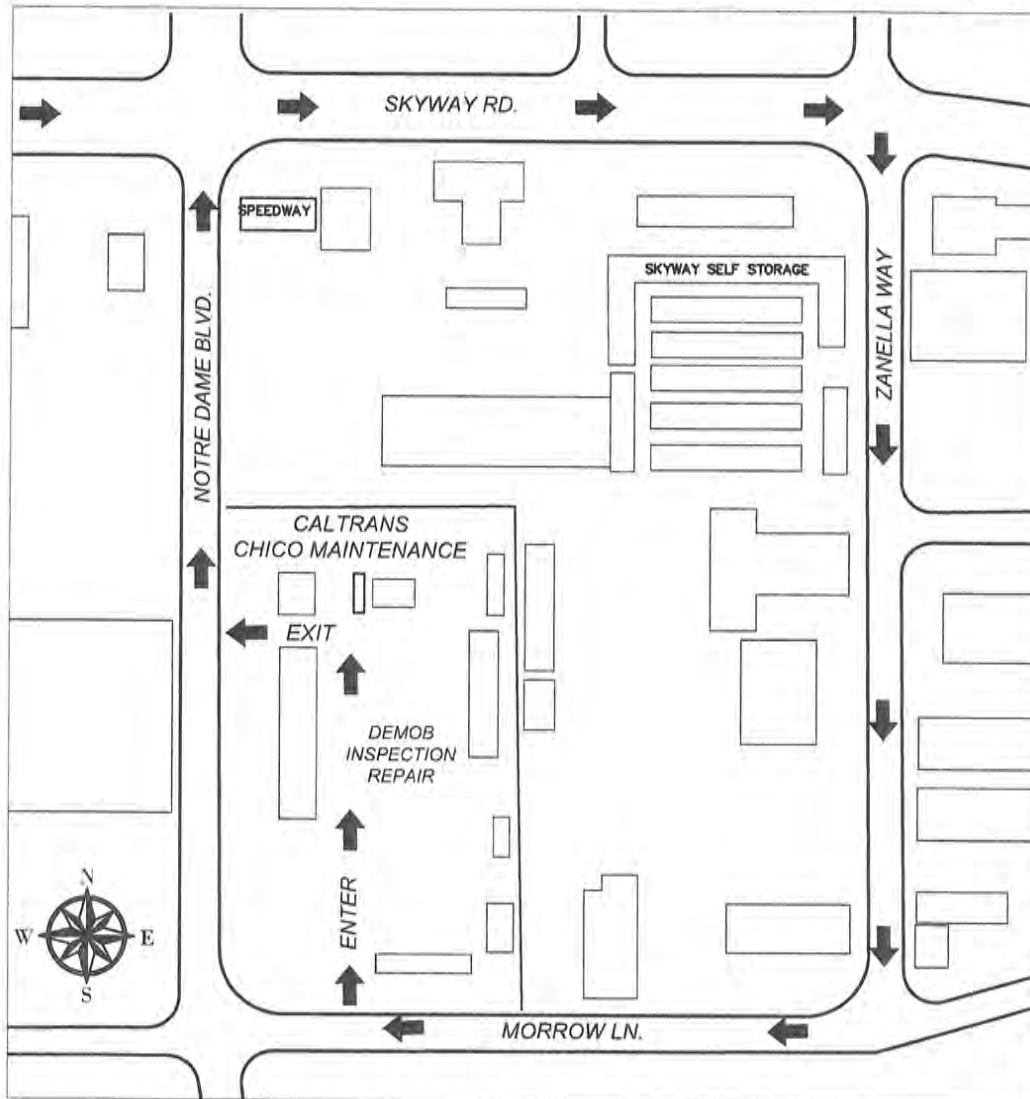 SKYWAY RD.
SPEEDWAY
SKYWAY SELF STORAGE
NOTRE DAME BLVD.
ZANELLA WAY
CALTRANS
CHICO MAINTENANCE
EXIT
DEMOB
INSPECTION
REPAIR
ENTER
N
W
E
S
MORROW LN.